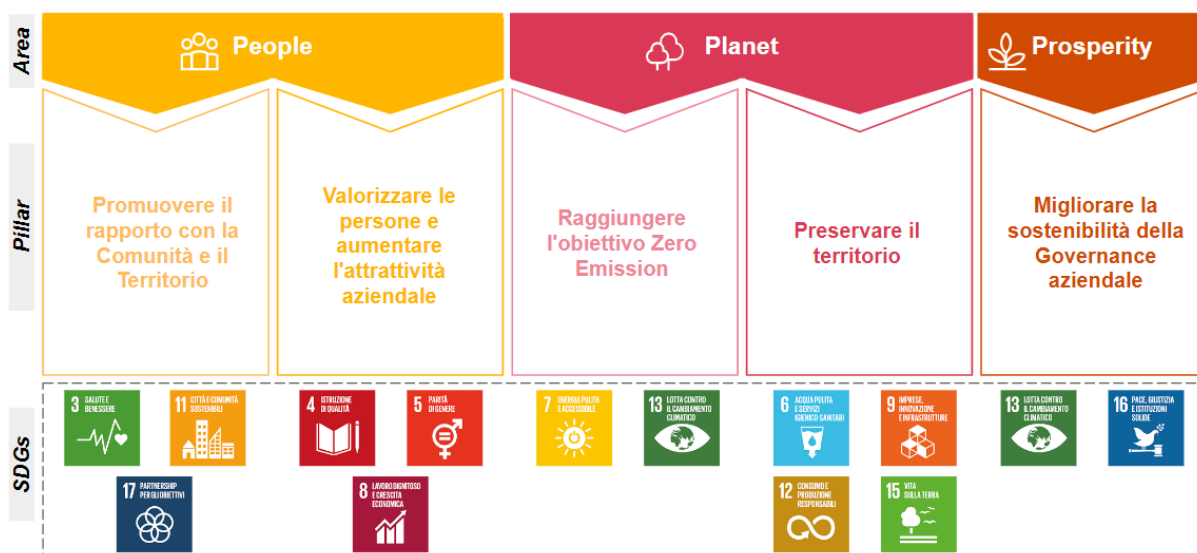 Area
People
Planet
Prosperity
Pillar
Promuovere il
rapporto con la
Comunità e il
Territorio
Valorizzare le
persone e
aumentare
l'attrattività
aziendale
Raggiungere
l'obiettivo Zero
Emission
Preservare il
territorio
Migliorare la
sostenibilità della
Governance
aziendale
SDGs
3 SALUTE E
BENESSERE
11 CITTÀ E COMUNITÀ
SOSTENIBILI
17 PARTNERSHIP
PER GLI OBIETTIVI
4 ISTRUZIONE
DI QUALITÀ
5 PARITÀ
DI GENERE
8 LAVORO DIGNITOSO
E CRESCITA
ECONOMICA
7 ENERGIA PULITA
E ACCESSIBILE
13 LOTTA CONTRO
IL CAMBIAMENTO
CLIMATICO
6 ACQUA PULITA
E SERVIZI
IGIENICO-SANITARI
9 IMPRESE,
INNOVAZIONE
E INFRASTRUTTURE
12 CONSUMO E
PRODUZIONE
RESPONSABILI
15 VITA
SULLA TERRA
13 LOTTA CONTRO
IL CAMBIAMENTO
CLIMATICO
16 PACE, GIUSTIZIA
E ISTITUZIONI
SOLIDE